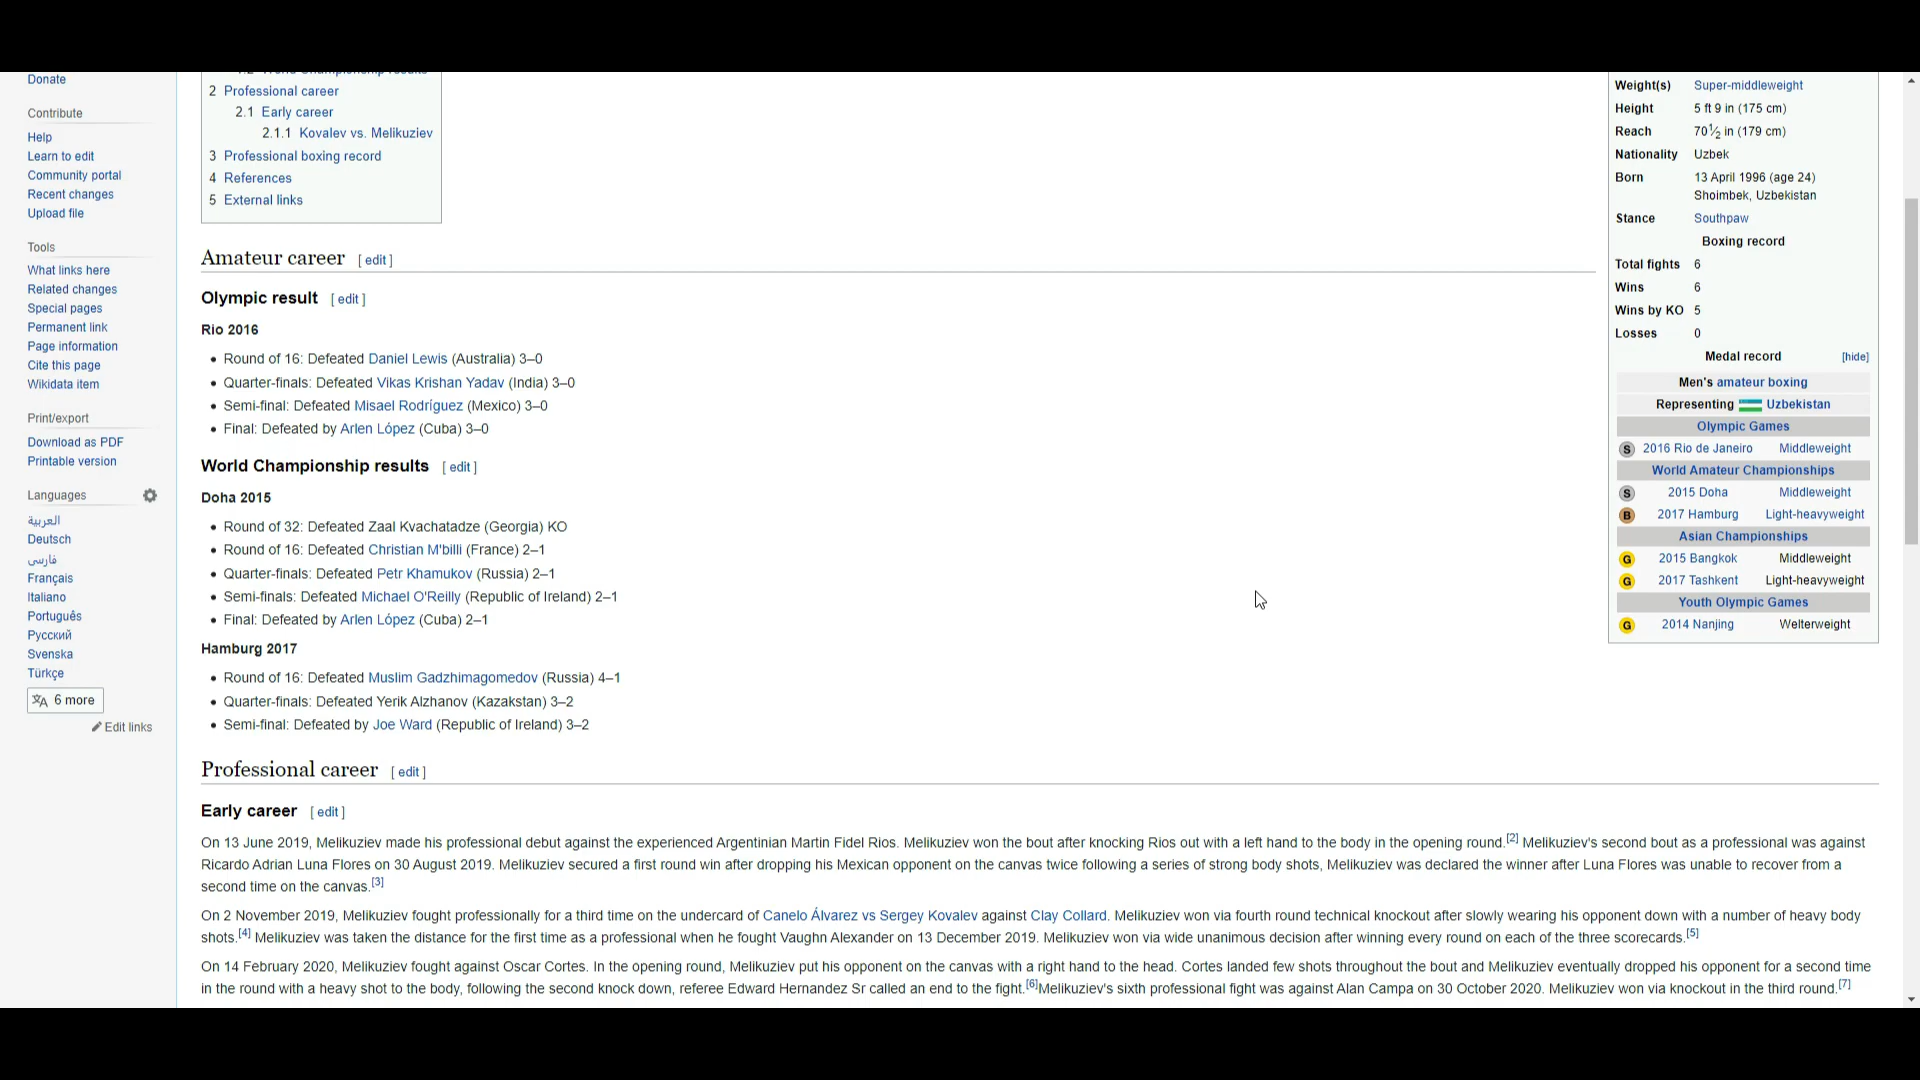 Donate
Contribute
Help
Learn to edit
Community portal
Recent changes
Upload file
Tools
What links here
Related changes
Special pages
Permanent link
Page information
Cite this page
Wikidata item
Print/export
Download as PDF
Printable version
Languages
العربية
Deutsch
فارسی
Français
Italiano
Português
Русский
Svenska
Türkçe
6 more
Edit links
1.2 World Championship results
2 Professional career
2.1 Early career
2.1.1 Kovalev vs. Melikuziev
3 Professional boxing record
4 References
5 External links
Amateur career [ edit ]
Olympic result [ edit ]
Rio 2016
• Round of 16: Defeated Daniel Lewis (Australia) 3–0
• Quarter-finals: Defeated Vikas Krishan Yadav (India) 3–0
• Semi-final: Defeated Misael Rodríguez (Mexico) 3–0
• Final: Defeated by Arlen López (Cuba) 3–0
World Championship results [ edit ]
Doha 2015
• Round of 32: Defeated Zaal Kvachatadze (Georgia) KO
• Round of 16: Defeated Christian M'billi (France) 2–1
• Quarter-finals: Defeated Petr Khamukov (Russia) 2–1
• Semi-finals: Defeated Michael O'Reilly (Republic of Ireland) 2–1
• Final: Defeated by Arlen López (Cuba) 2–1
Hamburg 2017
• Round of 16: Defeated Muslim Gadzhimagomedov (Russia) 4–1
• Quarter-finals: Defeated Yerik Alzhanov (Kazakstan) 3–2
• Semi-final: Defeated by Joe Ward (Republic of Ireland) 3–2
Professional career [ edit ]
Early career [ edit ]
On 13 June 2019, Melikuziev made his professional debut against the experienced Argentinian Martin Fidel Rios. Melikuziev won the bout after knocking Rios out with a left hand to the body in the opening round.[2] Melikuziev's second bout as a professional was against
Ricardo Adrian Luna Flores on 30 August 2019. Melikuziev secured a first round win after dropping his Mexican opponent on the canvas twice following a series of strong body shots, Melikuziev was declared the winner after Luna Flores was unable to recover from a
second time on the canvas.[3]
On 2 November 2019, Melikuziev fought professionally for a third time on the undercard of Canelo Álvarez vs Sergey Kovalev against Clay Collard. Melikuziev won via fourth round technical knockout after slowly wearing his opponent down with a number of heavy body
shots.[4] Melikuziev was taken the distance for the first time as a professional when he fought Vaughn Alexander on 13 December 2019. Melikuziev won via wide unanimous decision after winning every round on each of the three scorecards.[5]
On 14 February 2020, Melikuziev fought against Oscar Cortes. In the opening round, Melikuziev put his opponent on the canvas with a right hand to the head. Cortes landed few shots throughout the bout and Melikuziev eventually dropped his opponent for a second time
in the round with a heavy shot to the body, following the second knock down, referee Edward Hernandez Sr called an end to the fight.[6]Melikuziev's sixth professional fight was against Alan Campa on 30 October 2020. Melikuziev won via knockout in the third round.[7]
Weight(s) Super-middleweight
Height 5 ft 9 in (175 cm)
Reach 70½ in (179 cm)
Nationality Uzbek
Born 13 April 1996 (age 24)
Shoimbek, Uzbekistan
Stance Southpaw
Boxing record
Total fights 6
Wins 6
Wins by KO 5
Losses 0
Medal record [hide]
Men's amateur boxing
Representing Uzbekistan
Olympic Games
S 2016 Rio de Janeiro Middleweight
World Amateur Championships
S 2015 Doha Middleweight
B 2017 Hamburg Light-heavyweight
Asian Championships
G 2015 Bangkok Middleweight
G 2017 Tashkent Light-heavyweight
Youth Olympic Games
G 2014 Nanjing Welterweight